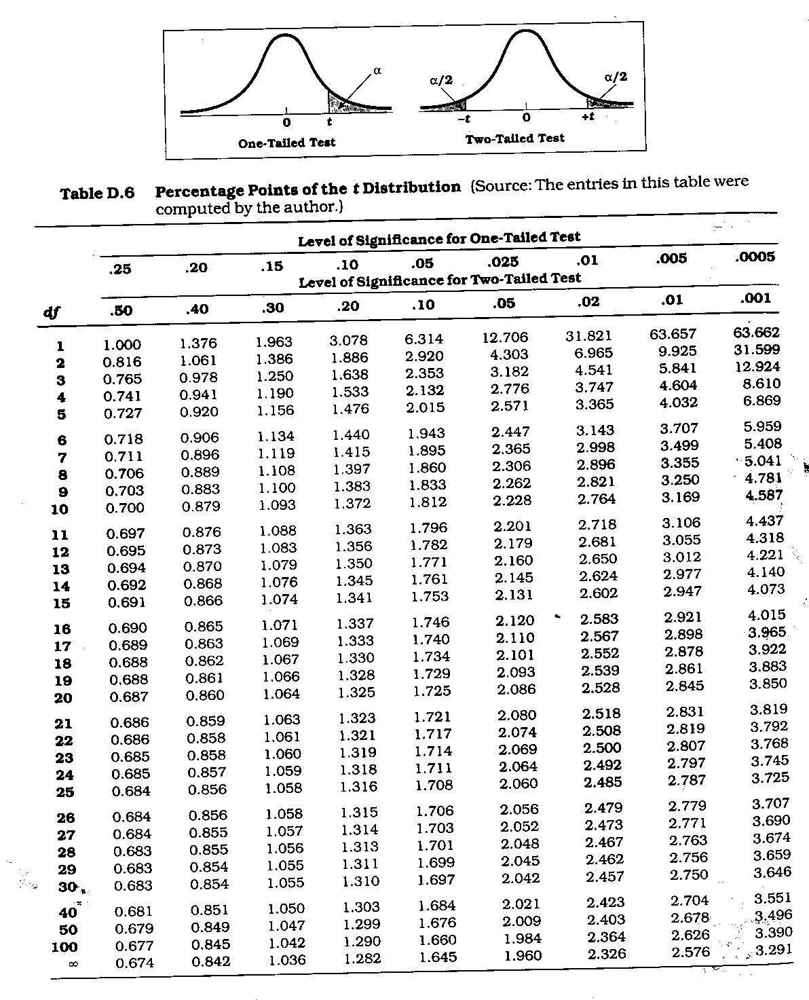 α
α/2
α/2
0
t
-t
0
+t
One-Tailed Test
Two-Tailed Test
Table D.6 Percentage Points of the t Distribution (Source: The entries in this table were
computed by the author.)
Level of Significance for One-Tailed Test
.25 .20 .15 .10 .05 .025 .01 .005 .0005
Level of Significance for Two-Tailed Test
df .50 .40 .30 .20 .10 .05 .02 .01 .001
1 1.000 1.376 1.963 3.078 6.314 12.706 31.821 63.657 63.662
2 0.816 1.061 1.386 1.886 2.920 4.303 6.965 9.925 31.599
3 0.765 0.978 1.250 1.638 2.353 3.182 4.541 5.841 12.924
4 0.741 0.941 1.190 1.533 2.132 2.776 3.747 4.604 8.610
5 0.727 0.920 1.156 1.476 2.015 2.571 3.365 4.032 6.869
6 0.718 0.906 1.134 1.440 1.943 2.447 3.143 3.707 5.959
7 0.711 0.896 1.119 1.415 1.895 2.365 2.998 3.499 5.408
8 0.706 0.889 1.108 1.397 1.860 2.306 2.896 3.355 5.041
9 0.703 0.883 1.100 1.383 1.833 2.262 2.821 3.250 4.781
10 0.700 0.879 1.093 1.372 1.812 2.228 2.764 3.169 4.587
11 0.697 0.876 1.088 1.363 1.796 2.201 2.718 3.106 4.437
12 0.695 0.873 1.083 1.356 1.782 2.179 2.681 3.055 4.318
13 0.694 0.870 1.079 1.350 1.771 2.160 2.650 3.012 4.221
14 0.692 0.868 1.076 1.345 1.761 2.145 2.624 2.977 4.140
15 0.691 0.866 1.074 1.341 1.753 2.131 2.602 2.947 4.073
16 0.690 0.865 1.071 1.337 1.746 2.120 2.583 2.921 4.015
17 0.689 0.863 1.069 1.333 1.740 2.110 2.567 2.898 3.965
18 0.688 0.862 1.067 1.330 1.734 2.101 2.552 2.878 3.922
19 0.688 0.861 1.066 1.328 1.729 2.093 2.539 2.861 3.883
20 0.687 0.860 1.064 1.325 1.725 2.086 2.528 2.845 3.850
21 0.686 0.859 1.063 1.323 1.721 2.080 2.518 2.831 3.819
22 0.686 0.858 1.061 1.321 1.717 2.074 2.508 2.819 3.792
23 0.685 0.858 1.060 1.319 1.714 2.069 2.500 2.807 3.768
24 0.685 0.857 1.059 1.318 1.711 2.064 2.492 2.797 3.745
25 0.684 0.856 1.058 1.316 1.708 2.060 2.485 2.787 3.725
26 0.684 0.856 1.058 1.315 1.706 2.056 2.479 2.779 3.707
27 0.684 0.855 1.057 1.314 1.703 2.052 2.473 2.771 3.690
28 0.683 0.855 1.056 1.313 1.701 2.048 2.467 2.763 3.674
29 0.683 0.854 1.055 1.311 1.699 2.045 2.462 2.756 3.659
30 0.683 0.854 1.055 1.310 1.697 2.042 2.457 2.750 3.646
40 0.681 0.851 1.050 1.303 1.684 2.021 2.423 2.704 3.551
50 0.679 0.849 1.047 1.299 1.676 2.009 2.403 2.678 3.496
100 0.677 0.845 1.042 1.290 1.660 1.984 2.364 2.626 3.390
∞ 0.674 0.842 1.036 1.282 1.645 1.960 2.326 2.576 3.291